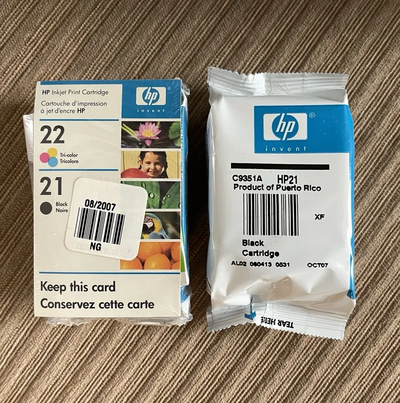 HP Inkjet Print Cartridge
Cartouche d'impression
à jet d'encre HP
hp
invent
22
Tri-color
Tricolore
21
Black
Noire
08/2007
NG
Keep this card
Conservez cette carte
hp
invent
C9351A HP21
Product of Puerto Rico
XF
Black
Cartridge
AL02 060413 0531 OCT07
TEAR HERE